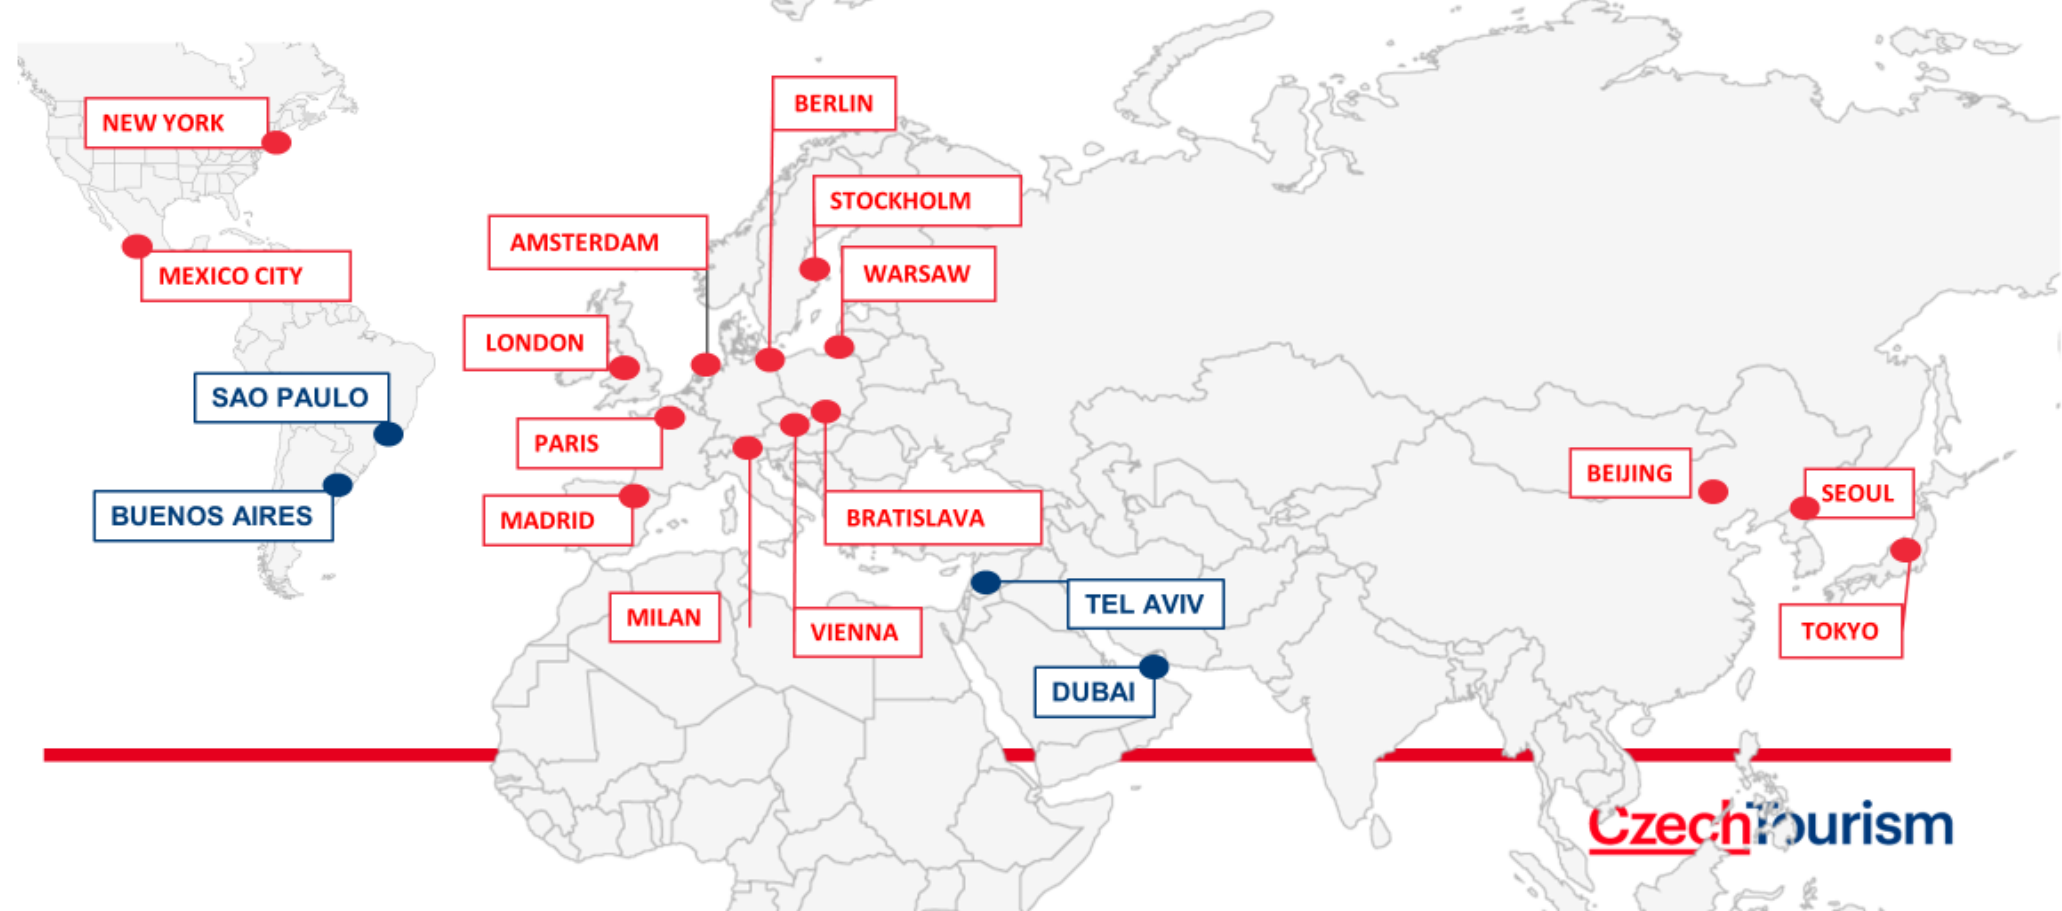 BERLIN
NEW YORK
STOCKHOLM
AMSTERDAM
WARSAW
MEXICO CITY
LONDON
SAO PAULO
PARIS
BEIJING
SEOUL
BUENOS AIRES
MADRID
BRATISLAVA
TEL AVIV
MILAN
VIENNA
TOKYO
DUBAI
CzechTourism